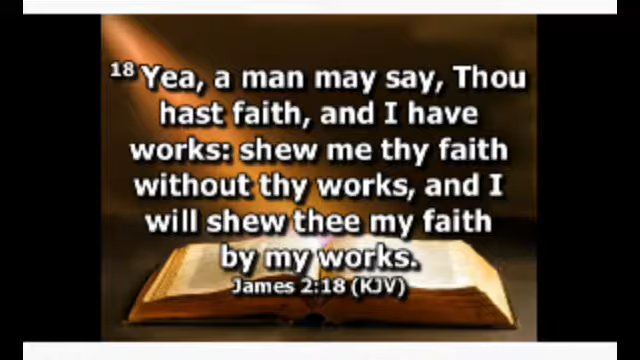 18 Yea, a man may say, Thou
hast faith, and I have
works: shew me thy faith
without thy works, and I
will shew thee my faith
by my works.
James 2:18 (KJV)